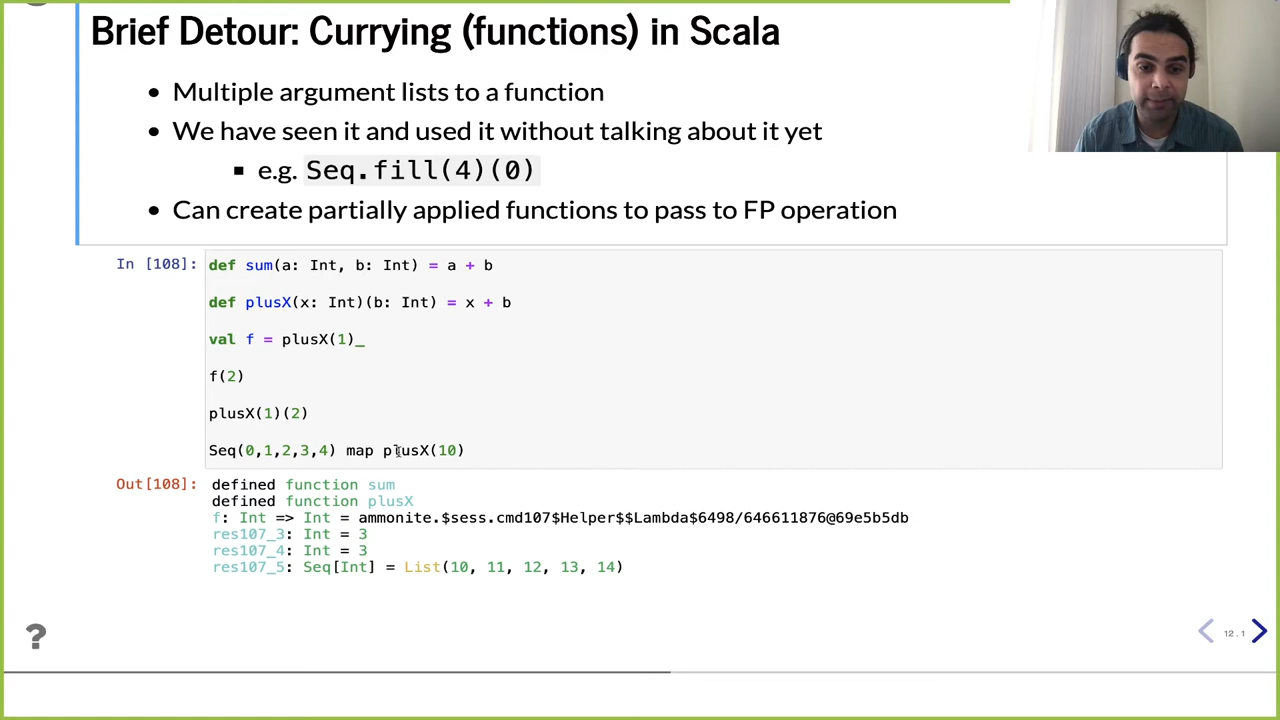 Brief Detour: Currying (functions) in Scala
• Multiple argument lists to a function
• We have seen it and used it without talking about it yet
▪ e.g. Seq.fill(4)(0)
• Can create partially applied functions to pass to FP operation
In [108]:
def sum(a: Int, b: Int) = a + b
def plusX(x: Int)(b: Int) = x + b
val f = plusX(1)_
f(2)
plusX(1)(2)
Seq(0,1,2,3,4) map plusX(10)
Out[108]:
defined function sum
defined function plusX
f: Int => Int = ammonite.$sess.cmd107$Helper$$Lambda$6498/646611876@69e5b5db
res107_3: Int = 3
res107_4: Int = 3
res107_5: Seq[Int] = List(10, 11, 12, 13, 14)
?
12.1